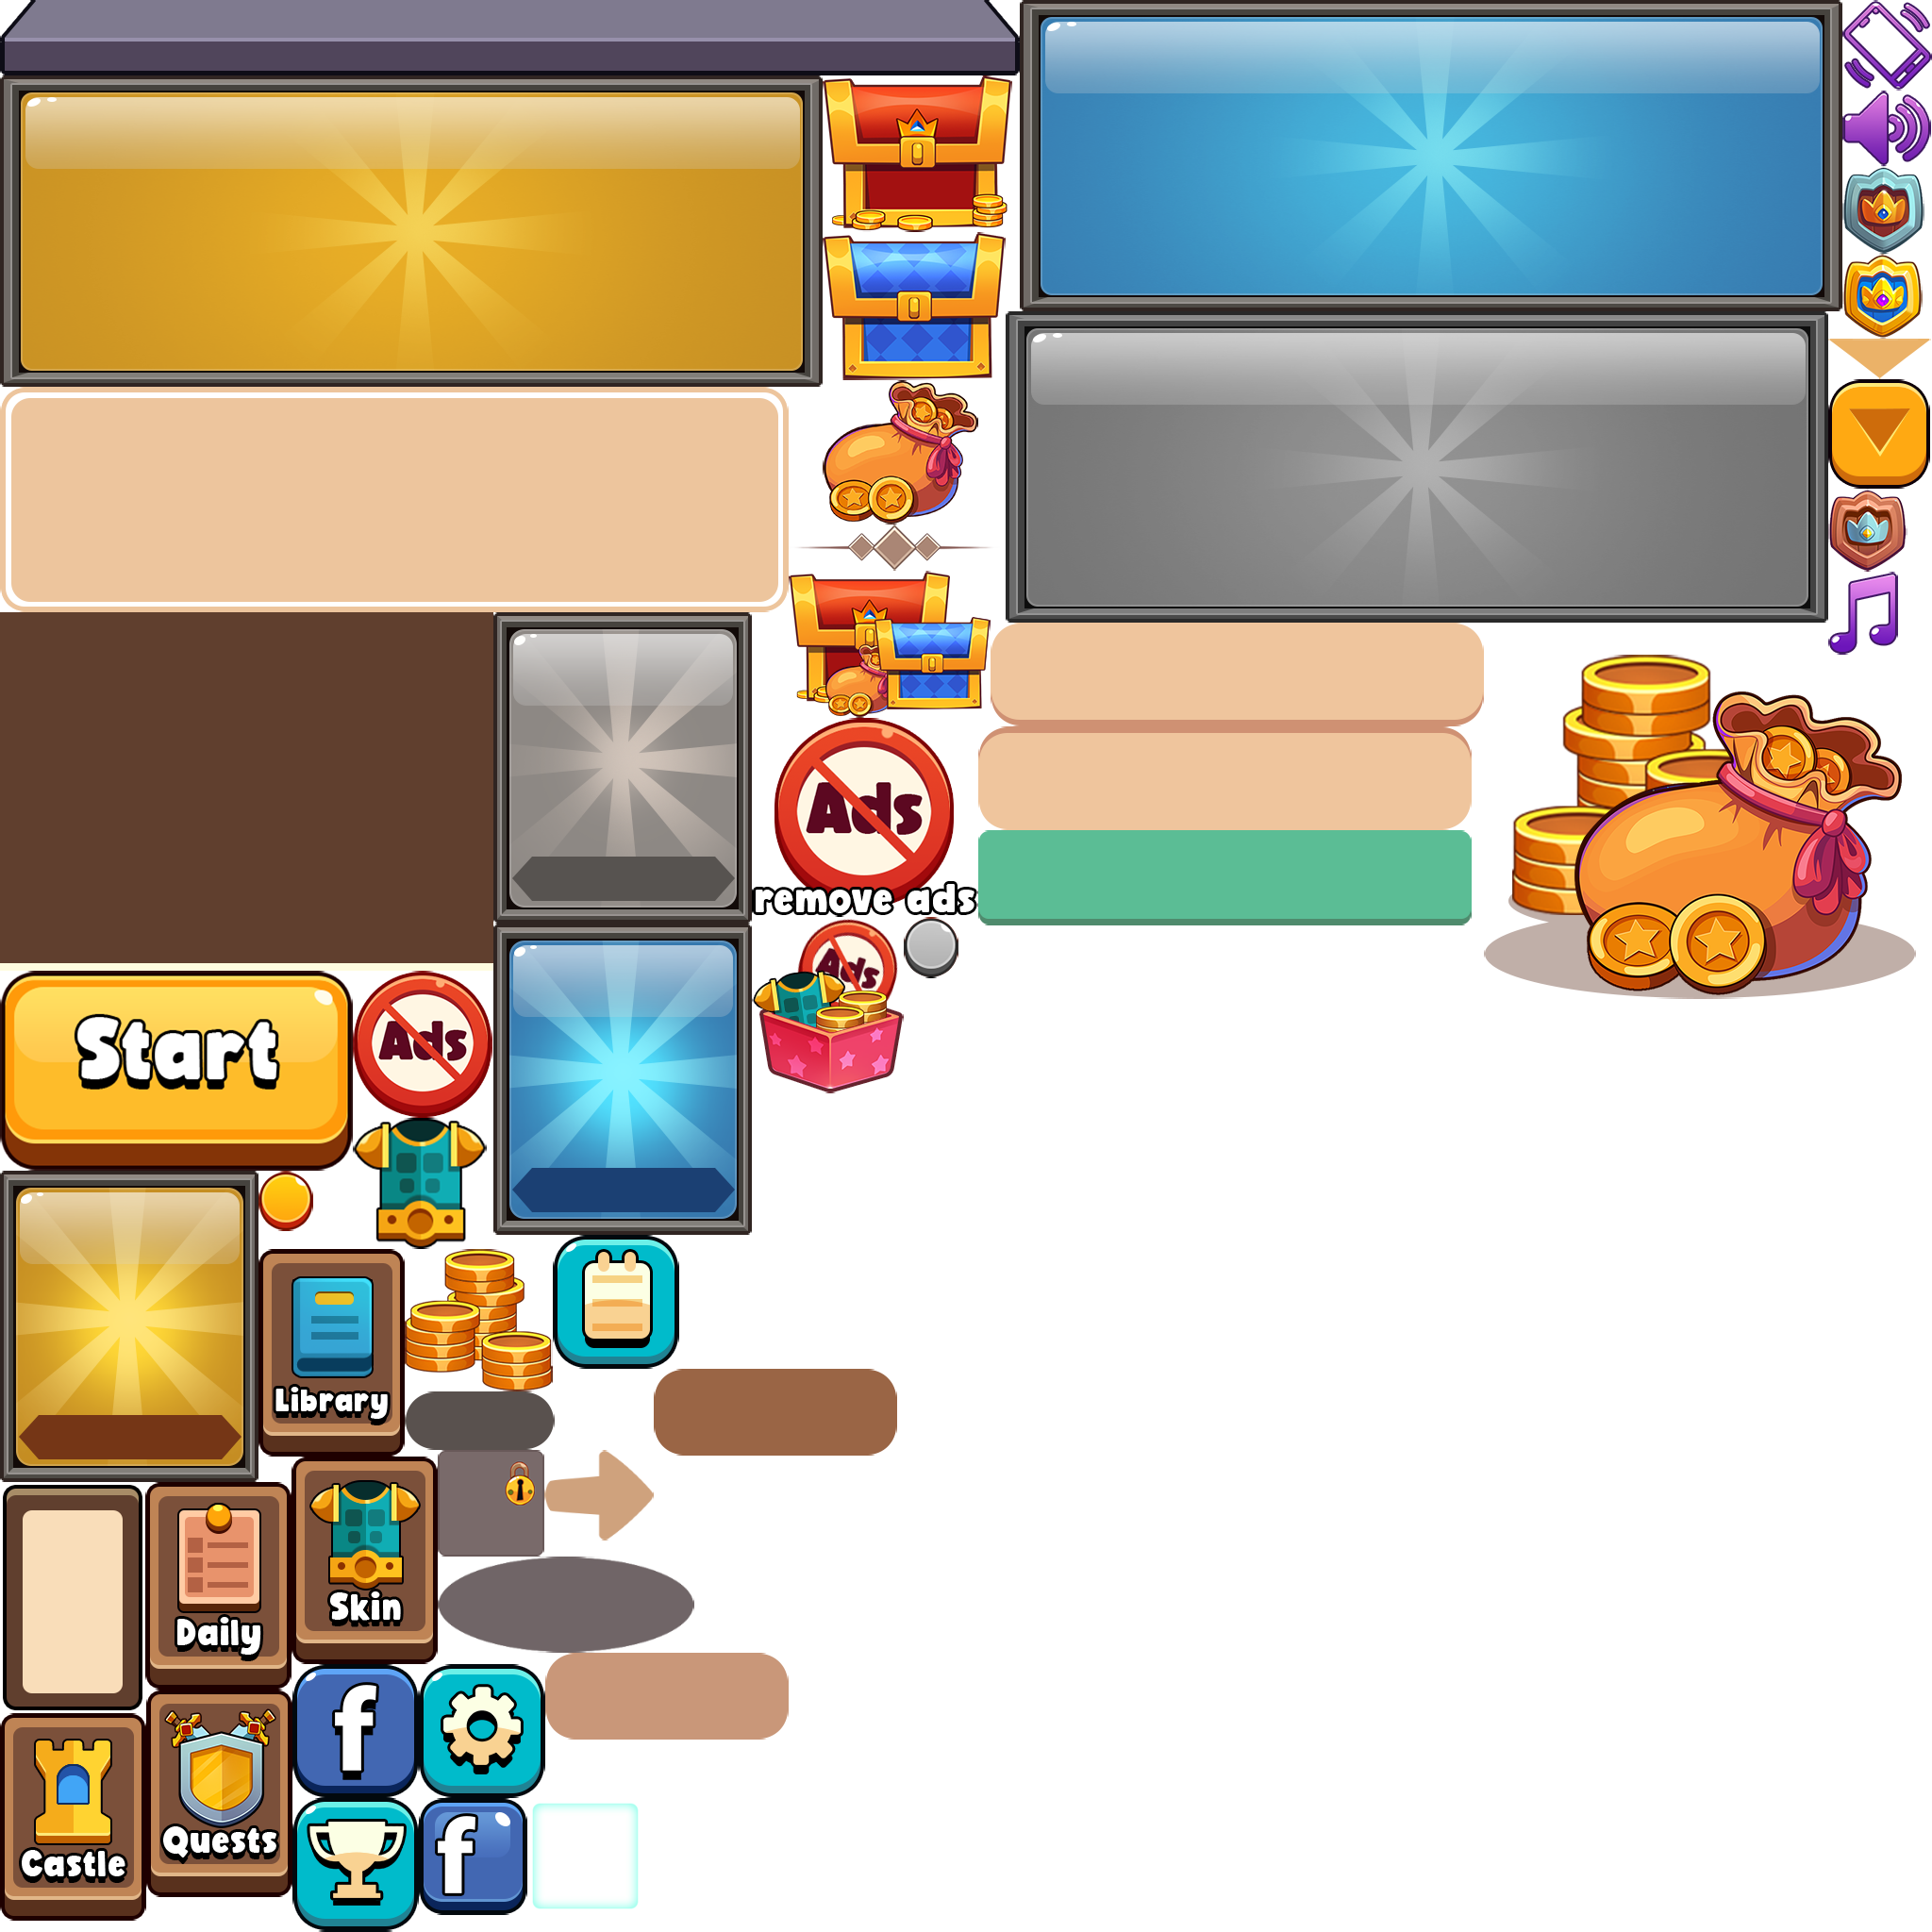 Ads
remove ads
Ads
Start
Ads
Library
Skin
Daily
Quests
Castle
f
f